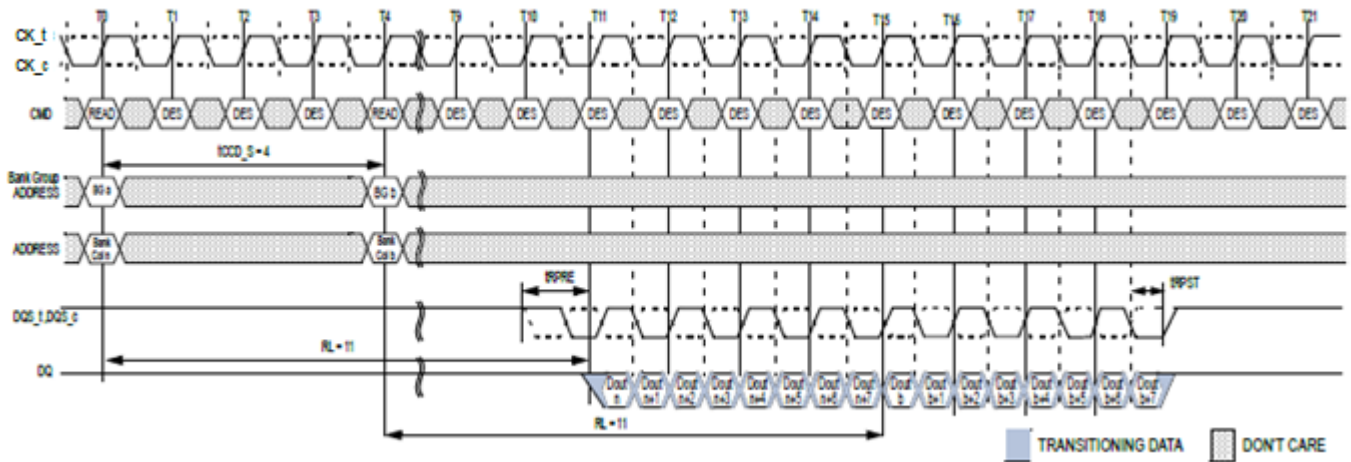 T0 T1 T2 T3 T4 T9 T10 T11 T12 T13 T14 T15 T16 T17 T18 T19 T20 T21
CK_t
CK_c
CMD READ DES DES DES READ DES DES DES DES DES DES DES DES DES DES DES DES DES
tCCD_S = 4
Bank Group
ADDRESS BG a BG b
ADDRESS Bank Col n Bank Col b
tRPRE tRPST
DQS_t,DQS_c
RL = 11
DQ Dout n Dout n+1 Dout n+2 Dout n+3 Dout n+4 Dout n+5 Dout n+6 Dout n+7 Dout b Dout b+1 Dout b+2 Dout b+3 Dout b+4 Dout b+5 Dout b+6 Dout b+7
RL = 11
TRANSITIONING DATA DON'T CARE